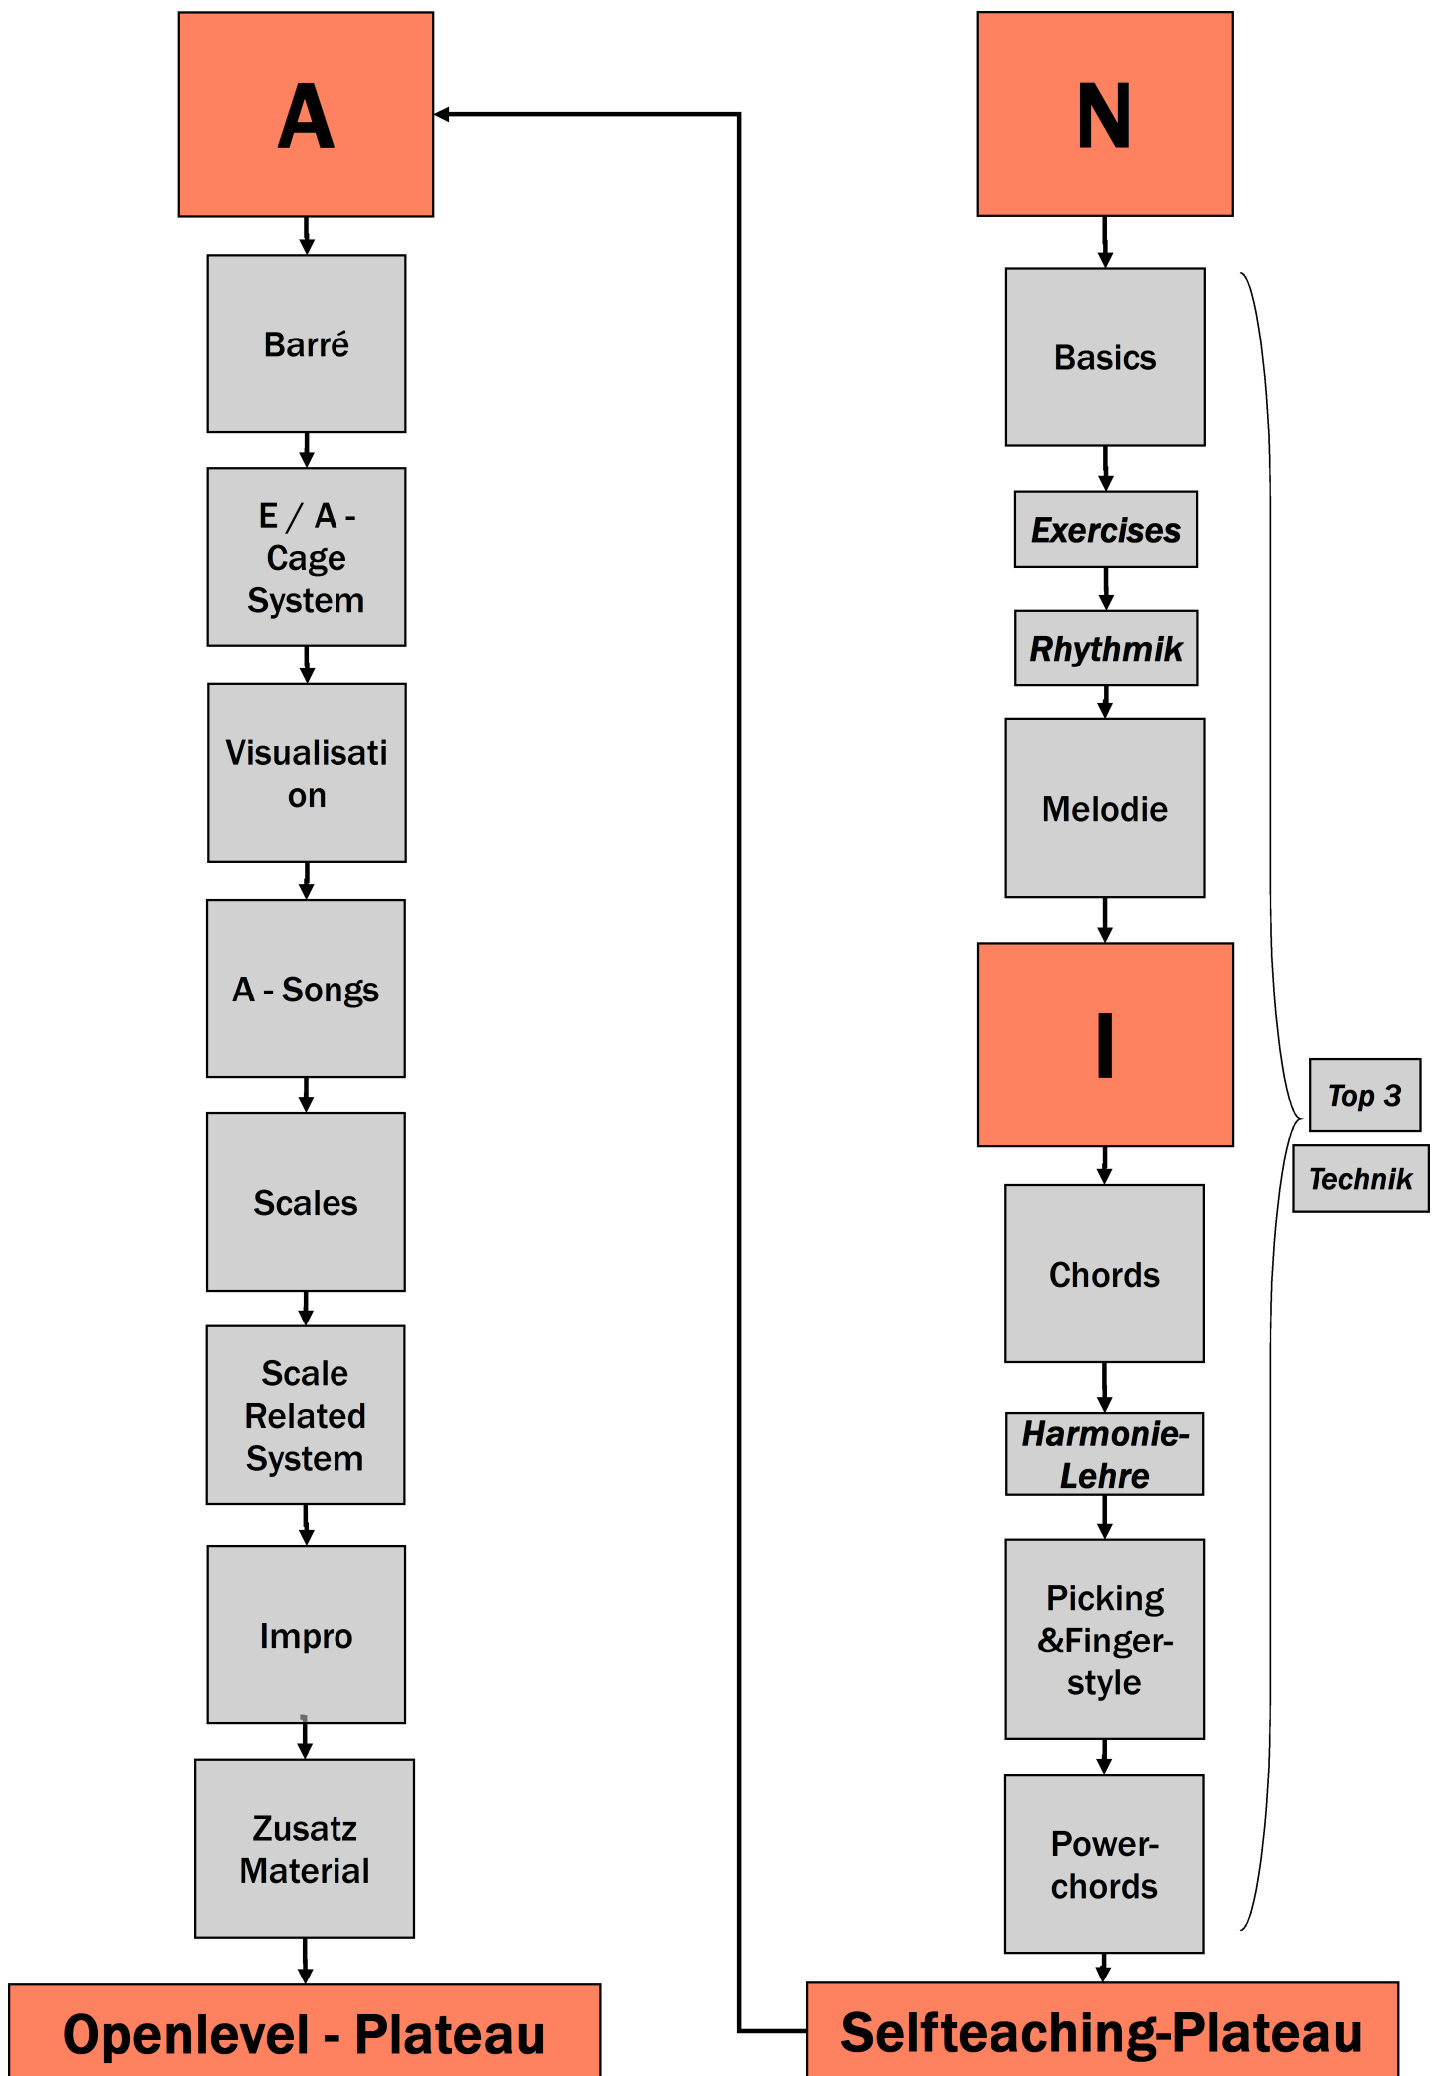 A
Barré
E / A -
Cage
System
Visualisati
on
A - Songs
Scales
Scale
Related
System
Impro
Zusatz
Material
Openlevel - Plateau
N
Basics
Exercises
Rhythmik
Melodie
I
Chords
Harmonie-
Lehre
Picking
&Finger-
style
Power-
chords
Selfteaching-Plateau
Top 3
Technik